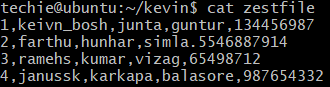 techie@ubuntu:~/kevin$ cat zestfile
1,keivn_bosh,junta,guntur,134456987
2,farthu,hunhar,simla.5546887914
3,ramehs,kumar,vizag,65498712
4,janussk,karkapa,balasore,987654332